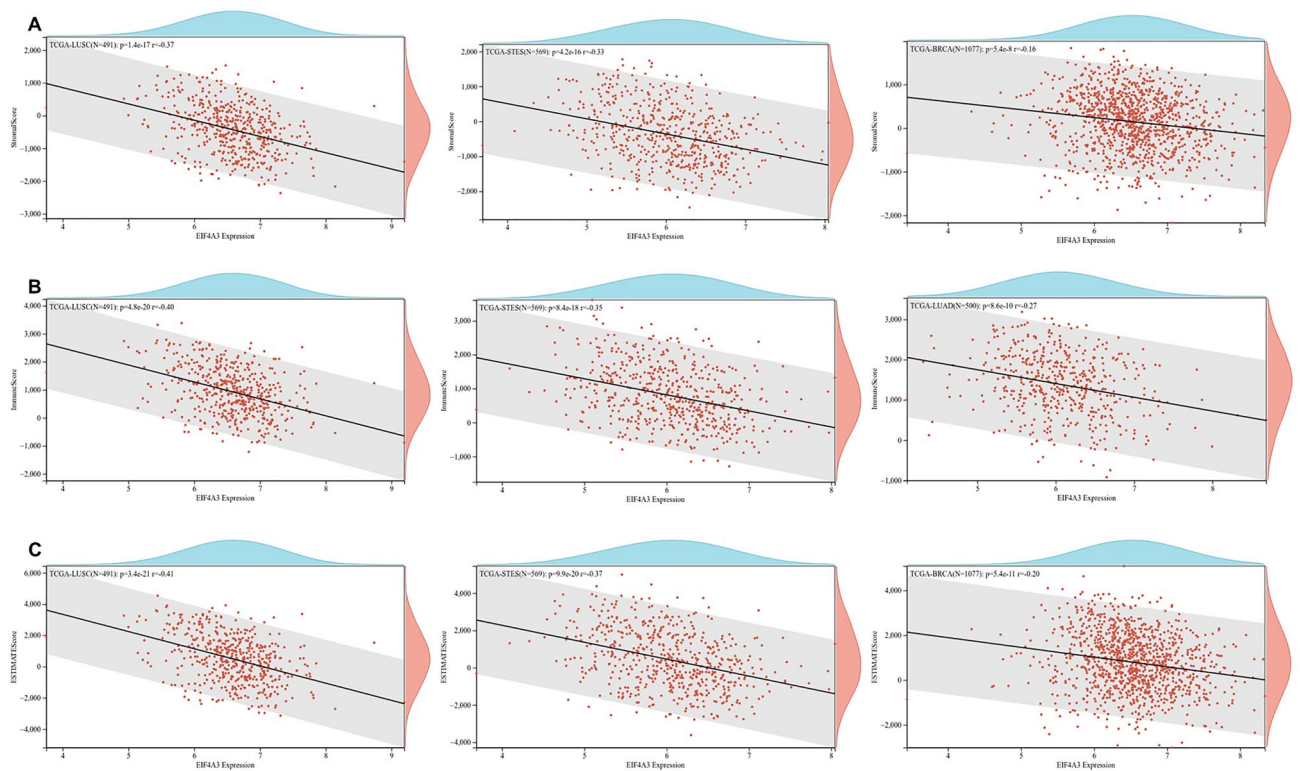 A
TCGA-LUSC(N=491): p=1.4e-17 r=-0.37
2,000
1,000
0
−1,000
−2,000
−3,000
StromalScore
4 5 6 7 8 9
EIF4A3 Expression
TCGA-STES(N=569): p=4.2e-16 r=-0.33
2,000
1,000
0
−1,000
−2,000
StromalScore
4 5 6 7 8
EIF4A3 Expression
TCGA-BRCA(N=1077): p=5.4e-8 r=-0.16
1,000
0
−1,000
−2,000
StromalScore
4 5 6 7 8
EIF4A3 Expression
B
TCGA-LUSC(N=491): p=4.8e-20 r=-0.40
4,000
3,000
2,000
1,000
0
−1,000
−2,000
ImmuneScore
4 5 6 7 8 9
EIF4A3 Expression
TCGA-STES(N=569): p=8.4e-18 r=-0.35
3,000
2,000
1,000
0
−1,000
ImmuneScore
4 5 6 7 8
EIF4A3 Expression
TCGA-LUAD(N=500): p=8.6e-10 r=-0.27
3,000
2,000
1,000
0
−1,000
ImmuneScore
5 6 7 8
EIF4A3 Expression
C
TCGA-LUSC(N=491): p=3.4e-21 r=-0.41
6,000
4,000
2,000
0
−2,000
−4,000
ESTIMATEScore
4 5 6 7 8 9
EIF4A3 Expression
TCGA-STES(N=569): p=9.9e-20 r=-0.37
4,000
2,000
0
−2,000
−4,000
ESTIMATEScore
4 5 6 7 8
EIF4A3 Expression
TCGA-BRCA(N=1077): p=5.4e-11 r=-0.20
4,000
2,000
0
−2,000
ESTIMATEScore
4 5 6 7 8
EIF4A3 Expression